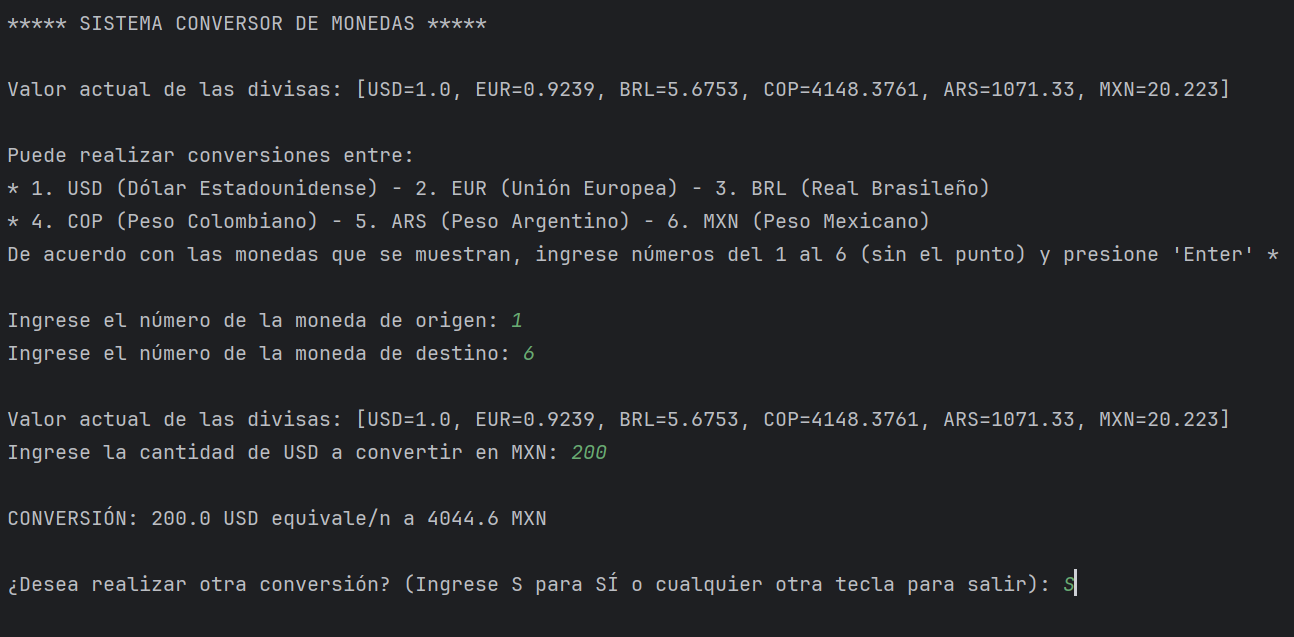 ***** SISTEMA CONVERSOR DE MONEDAS *****
Valor actual de las divisas: [USD=1.0, EUR=0.9239, BRL=5.6753, COP=4148.3761, ARS=1071.33, MXN=20.223]
Puede realizar conversiones entre:
* 1. USD (Dólar Estadounidense) - 2. EUR (Unión Europea) - 3. BRL (Real Brasileño)
* 4. COP (Peso Colombiano) - 5. ARS (Peso Argentino) - 6. MXN (Peso Mexicano)
De acuerdo con las monedas que se muestran, ingrese números del 1 al 6 (sin el punto) y presione 'Enter' *
Ingrese el número de la moneda de origen: 1
Ingrese el número de la moneda de destino: 6
Valor actual de las divisas: [USD=1.0, EUR=0.9239, BRL=5.6753, COP=4148.3761, ARS=1071.33, MXN=20.223]
Ingrese la cantidad de USD a convertir en MXN: 200
CONVERSIÓN: 200.0 USD equivale/n a 4044.6 MXN
¿Desea realizar otra conversión? (Ingrese S para SÍ o cualquier otra tecla para salir): S